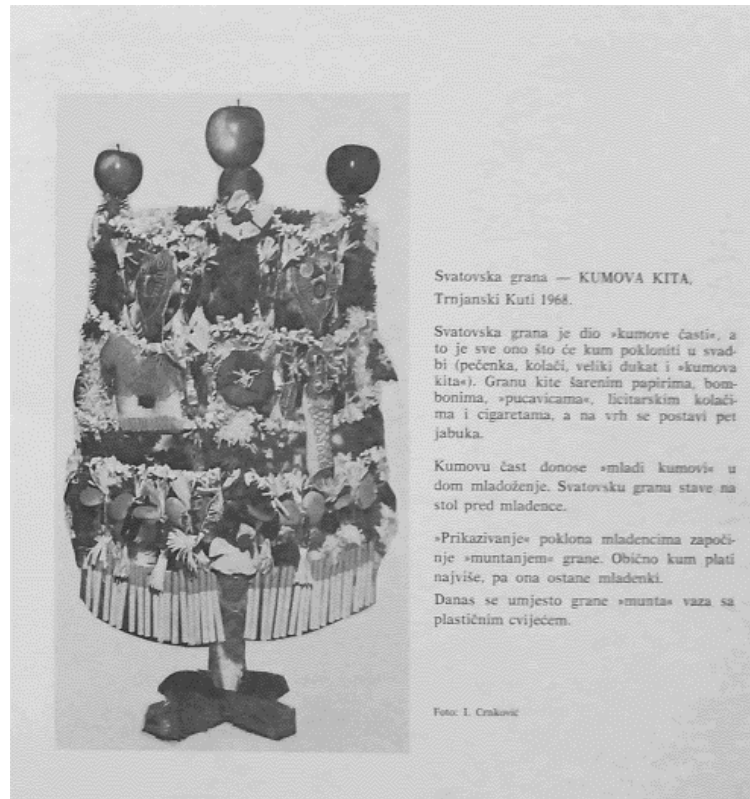 Svatovska grana — KUMOVA KITA,
Trnjanski Kuti 1968.
Svatovska grana je dio »kumove časti«, a
to je sve ono što će kum pokloniti u svad-
bi (pečenka, kolači, veliki dukat i »kumova
kita«). Granu kite šarenim papirima, bom-
bonima, »pucavicama«, licitarskim kolači-
ma i cigaretama, a na vrh se postavi pet
jabuka.
Kumovu čast donose »mladi kumovi« u
dom mladoženje. Svatovsku granu stave na
stol pred mladence.
»Prikazivanje« poklona mladencima započi-
nje »muntanjem« grane. Obično kum plati
najviše, pa ona ostane mladenki.
Danas se umjesto grane »munta« vaza sa
plastičnim cvijećem.
Foto: I. Crnković